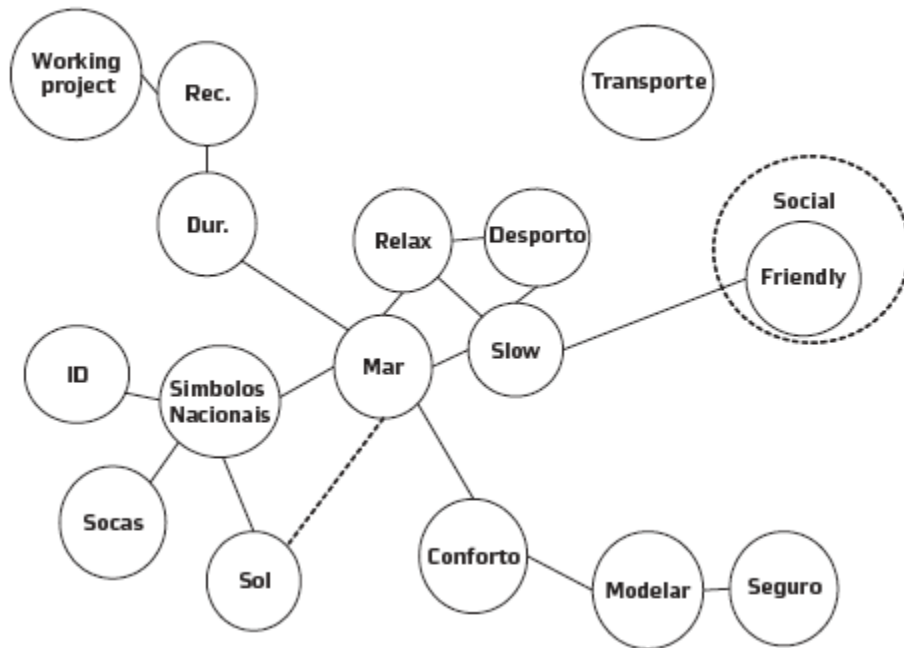 Working
project
Rec.
Transporte
Dur.
Relax
Desporto
Social
Friendly
ID
Simbolos
Nacionais
Mar
Slow
Socas
Sol
Conforto
Modelar
Seguro